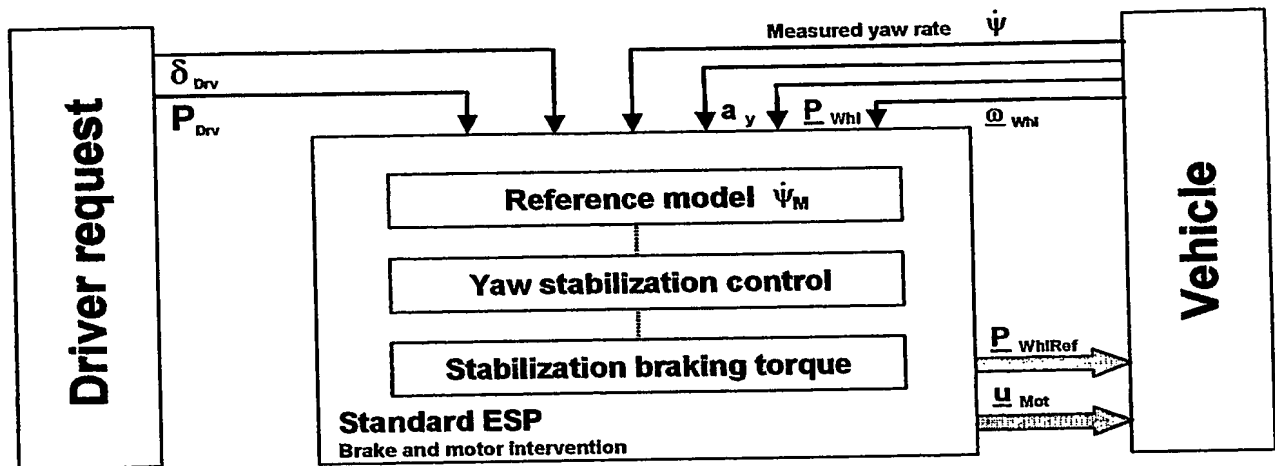 Driver request
δ Drv
P Drv
Measured yaw rate ψ̇
a y
P Whl
ω Whl
Reference model ψ̇M
Yaw stabilization control
Stabilization braking torque
Standard ESP
Brake and motor intervention
P WhlRef
u Mot
Vehicle